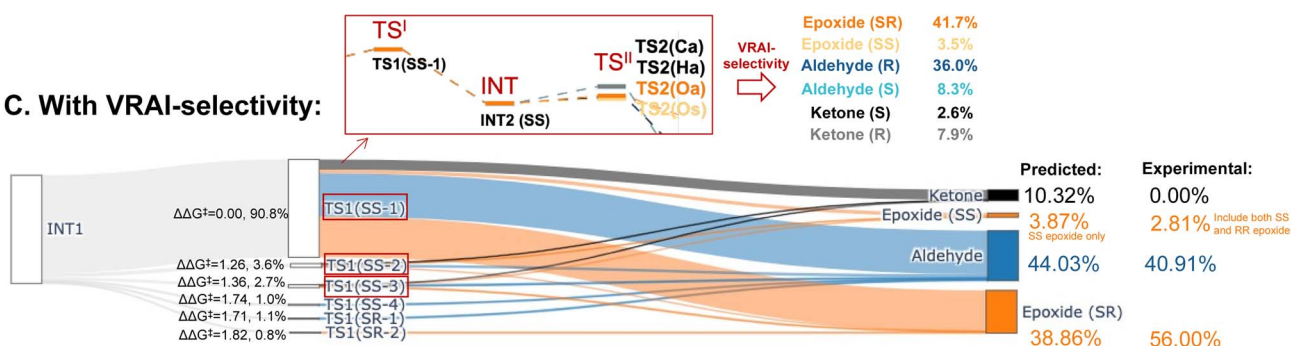 C. With VRAI-selectivity:
TSᴵ
TS1(SS-1)
INT
INT2 (SS)
TSᴵᴵ
TS2(Ca)
TS2(Ha)
TS2(Oa)
TS2(Os)
VRAI-
selectivity
Epoxide (SR) 41.7%
Epoxide (SS) 3.5%
Aldehyde (R) 36.0%
Aldehyde (S) 8.3%
Ketone (S) 2.6%
Ketone (R) 7.9%
INT1
ΔΔG‡=0.00, 90.8%
ΔΔG‡=1.26, 3.6%
ΔΔG‡=1.36, 2.7%
ΔΔG‡=1.74, 1.0%
ΔΔG‡=1.71, 1.1%
ΔΔG‡=1.82, 0.8%
TS1(SS-1)
TS1(SS-2)
TS1(SS-3)
TS1(SS-4)
TS1(SR-1)
TS1(SR-2)
Ketone
Epoxide (SS)
Aldehyde
Epoxide (SR)
Predicted:
10.32%
3.87%
SS epoxide only
44.03%
38.86%
Experimental:
0.00%
2.81%
Include both SS
and RR epoxide
40.91%
56.00%